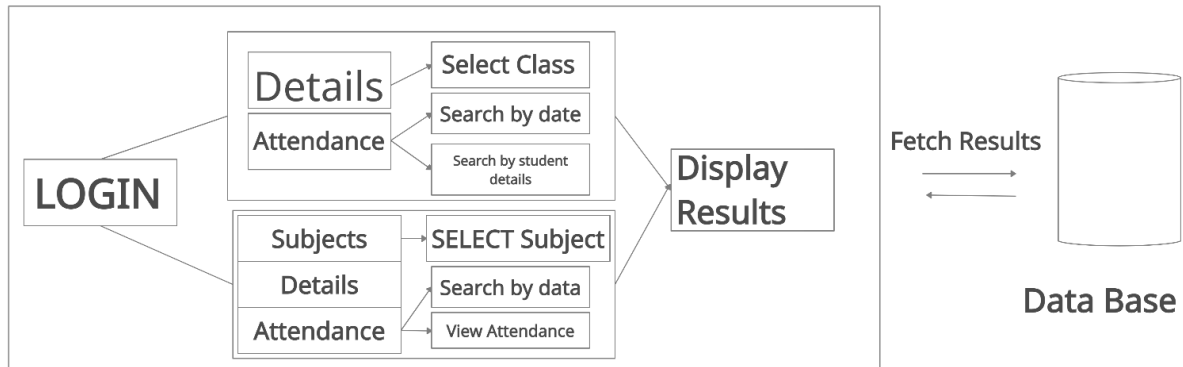 LOGIN
Details
Attendance
Select Class
Search by date
Search by student
details
Subjects
Details
Attendance
SELECT Subject
Search by data
View Attendance
Display
Results
Fetch Results
Data Base